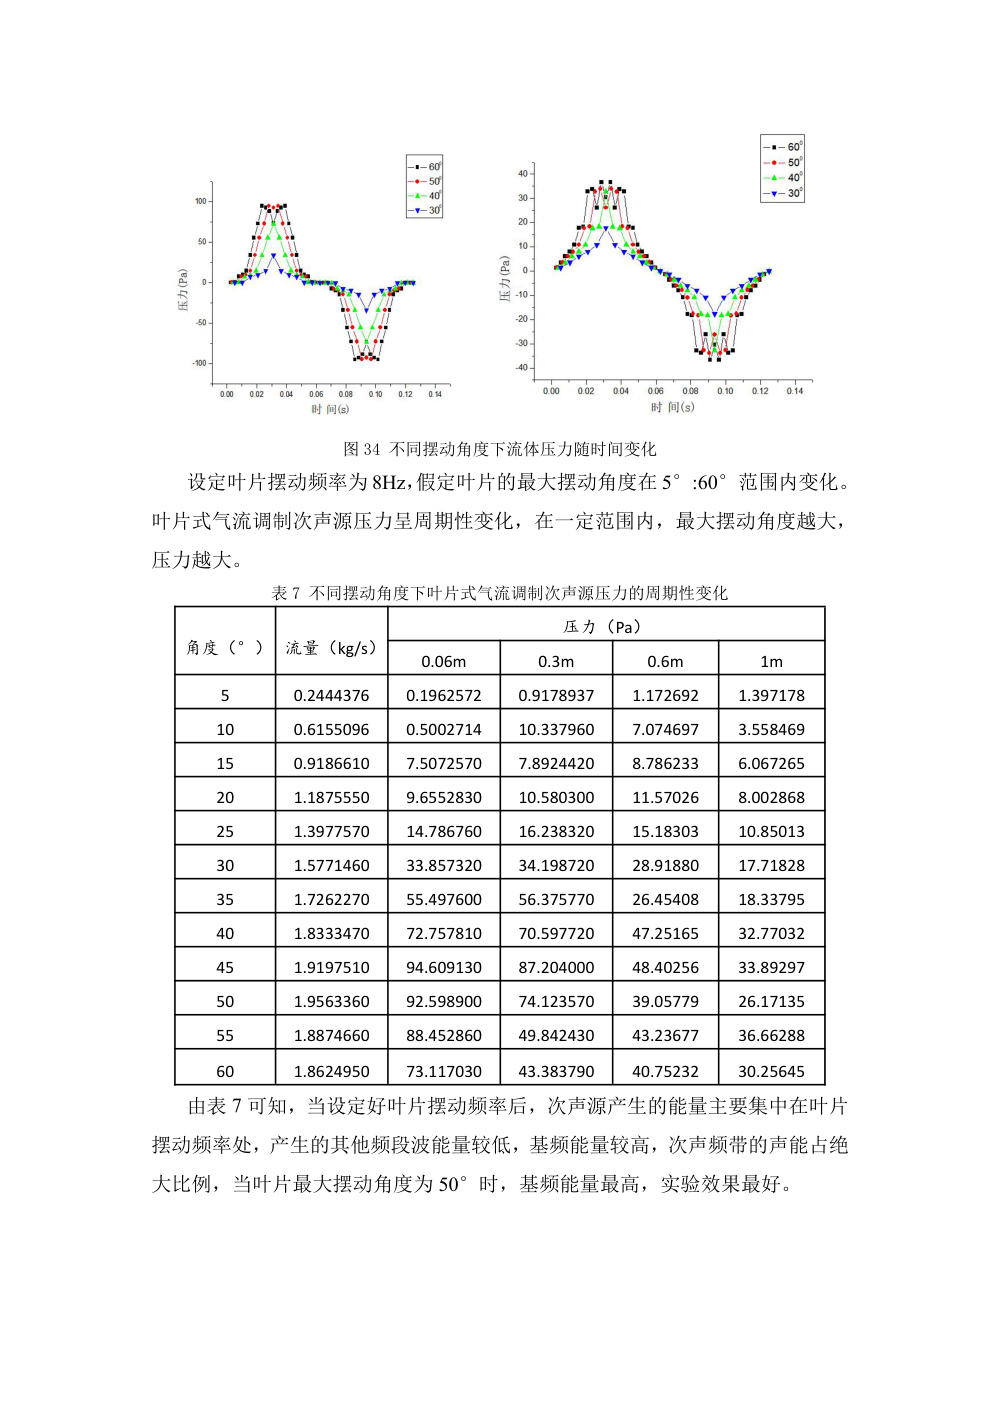 60⁰
50⁰
40⁰
30⁰
100
50
0
-50
-100
压力(Pa)
0.00 0.02 0.04 0.06 0.08 0.10 0.12 0.14
时间(s)
60⁰
50⁰
40⁰
30⁰
40
30
20
10
0
-10
-20
-30
-40
压力(Pa)
0.00 0.02 0.04 0.06 0.08 0.10 0.12 0.14
时间(s)
图 34 不同摆动角度下流体压力随时间变化
设定叶片摆动频率为 8Hz，假定叶片的最大摆动角度在 5°:60°范围内变化。
叶片式气流调制次声源压力呈周期性变化，在一定范围内，最大摆动角度越大，
压力越大。
表 7 不同摆动角度下叶片式气流调制次声源压力的周期性变化
角度（°） 流量（kg/s） 压力（Pa）
0.06m 0.3m 0.6m 1m
5 0.2444376 0.1962572 0.9178937 1.172692 1.397178
10 0.6155096 0.5002714 10.337960 7.074697 3.558469
15 0.9186610 7.5072570 7.8924420 8.786233 6.067265
20 1.1875550 9.6552830 10.580300 11.57026 8.002868
25 1.3977570 14.786760 16.238320 15.18303 10.85013
30 1.5771460 33.857320 34.198720 28.91880 17.71828
35 1.7262270 55.497600 56.375770 26.45408 18.33795
40 1.8333470 72.757810 70.597720 47.25165 32.77032
45 1.9197510 94.609130 87.204000 48.40256 33.89297
50 1.9563360 92.598900 74.123570 39.05779 26.17135
55 1.8874660 88.452860 49.842430 43.23677 36.66288
60 1.8624950 73.117030 43.383790 40.75232 30.25645
由表 7 可知，当设定好叶片摆动频率后，次声源产生的能量主要集中在叶片
摆动频率处，产生的其他频段波能量较低，基频能量较高，次声频带的声能占绝
大比例，当叶片最大摆动角度为 50°时，基频能量最高，实验效果最好。